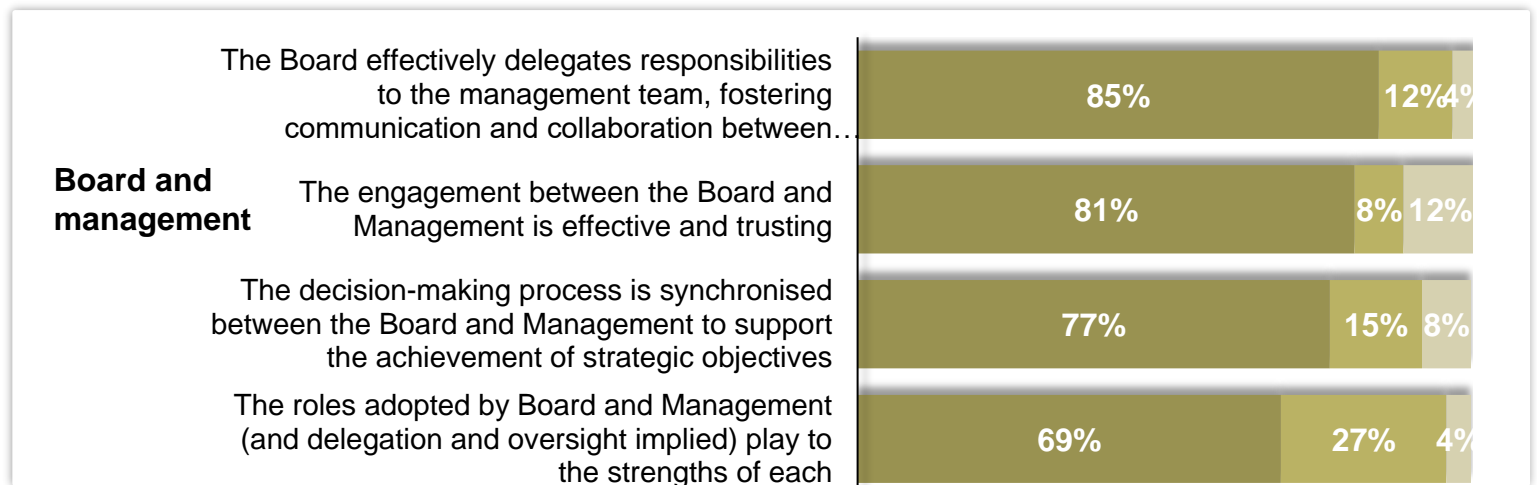 The Board effectively delegates responsibilities
to the management team, fostering
communication and collaboration between…
85% 12% 4%
Board and
management
The engagement between the Board and
Management is effective and trusting
81% 8% 12%
The decision-making process is synchronised
between the Board and Management to support
the achievement of strategic objectives
77% 15% 8%
The roles adopted by Board and Management
(and delegation and oversight implied) play to
the strengths of each
69% 27% 4%